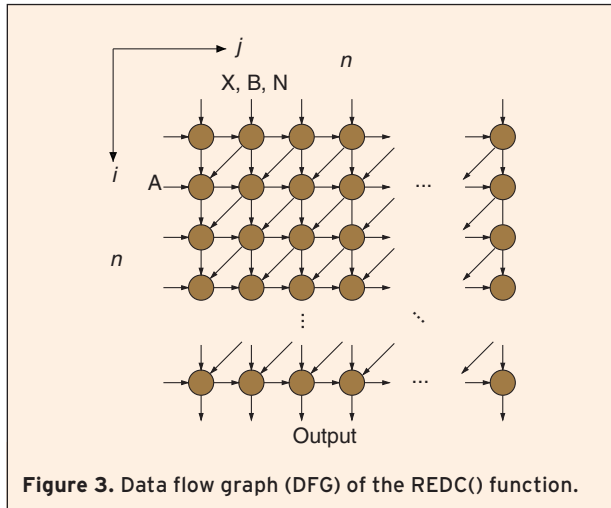 j
n
X, B, N
i
A
...
n
⋮
⋱
...
Output
Figure 3. Data flow graph (DFG) of the REDC() function.